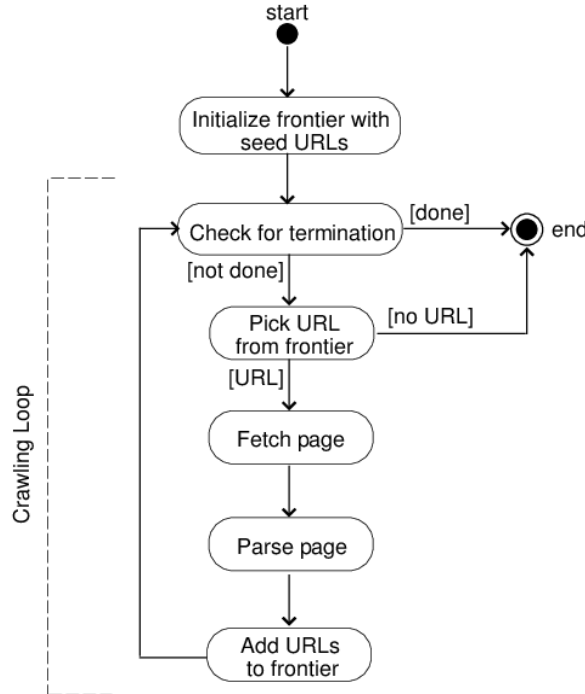 start
Initialize frontier with
seed URLs
[done]
Check for termination
end
[not done]
Pick URL
from frontier
[no URL]
[URL]
Fetch page
Crawling Loop
Parse page
Add URLs
to frontier